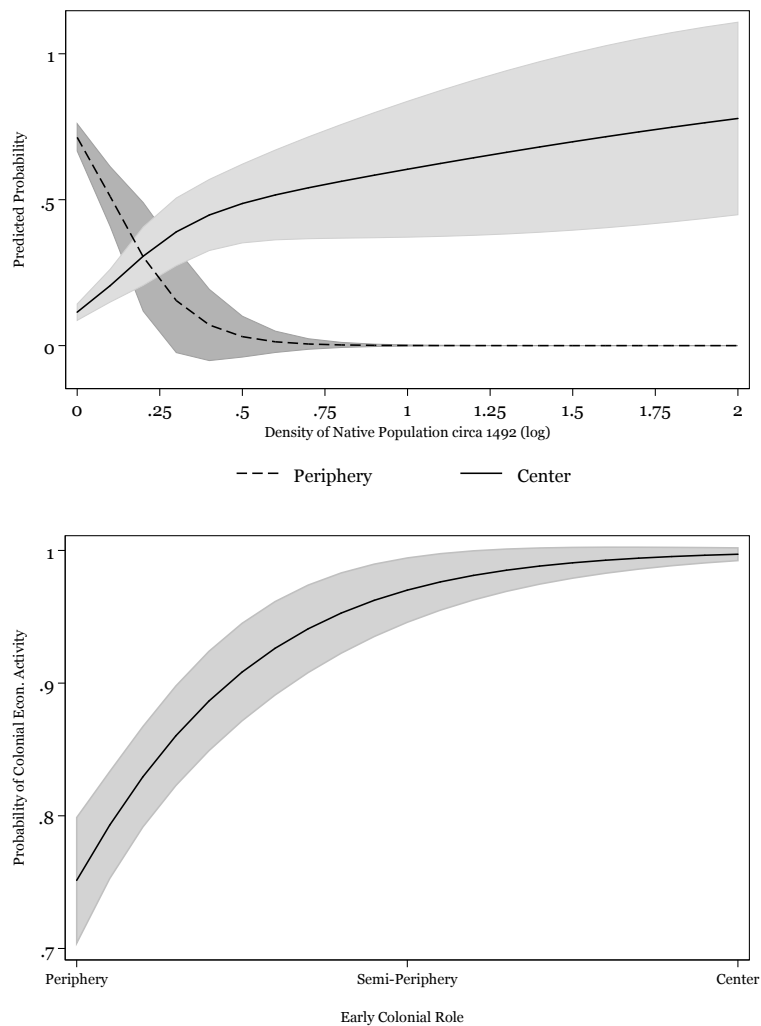 Predicted Probability
1
.5
0
0 .25 .5 .75 1 1.25 1.5 1.75 2
Density of Native Population circa 1492 (log)
Periphery Center
Probability of Colonial Econ. Activity
1
.9
.8
.7
Periphery Semi-Periphery Center
Early Colonial Role